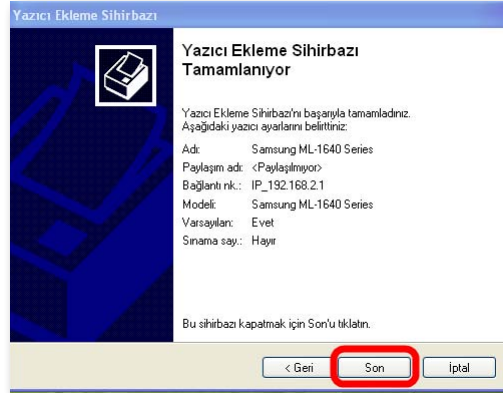 Yazıcı Ekleme Sihirbazı
Yazıcı Ekleme Sihirbazı
Tamamlanıyor
Yazıcı Ekleme Sihirbazı'nı başarıyla tamamladınız.
Aşağıdaki yazıcı ayarlarını belirttiniz:
Adı: Samsung ML-1640 Series
Paylaşım adı: <Paylaşılmıyor>
Bağlantı nk.: IP_192.168.2.1
Modeli: Samsung ML-1640 Series
Varsayılan: Evet
Sınama say.: Hayır
Bu sihirbazı kapatmak için Son'u tıklatın.
< Geri Son İptal